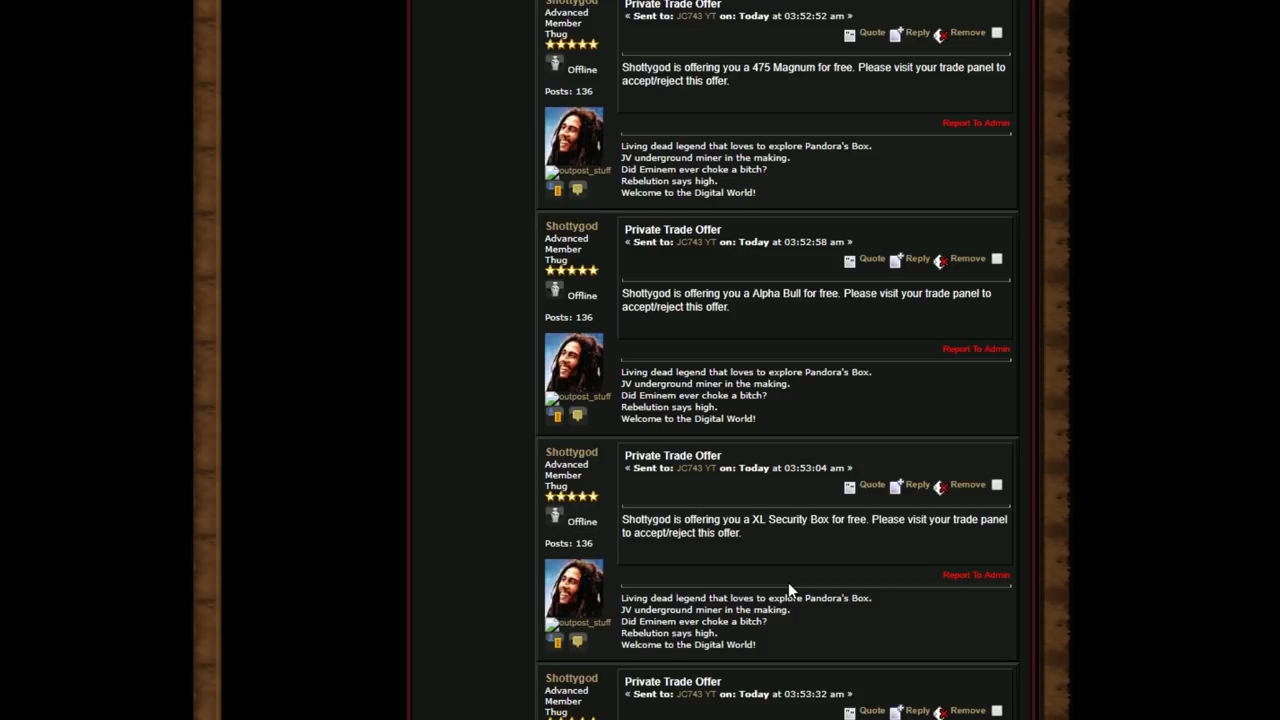 Shottygod
Advanced
Member
Thug
Offline
Posts: 136
outpost_stuff
Private Trade Offer
« Sent to: JC743 YT on: Today at 03:52:52 am »
Quote Reply Remove
Shottygod is offering you a 475 Magnum for free. Please visit your trade panel to
accept/reject this offer.
Report To Admin
Living dead legend that loves to explore Pandora's Box.
JV underground miner in the making.
Did Eminem ever choke a bitch?
Rebelution says high.
Welcome to the Digital World!
Shottygod
Advanced
Member
Thug
Offline
Posts: 136
outpost_stuff
Private Trade Offer
« Sent to: JC743 YT on: Today at 03:52:58 am »
Quote Reply Remove
Shottygod is offering you a Alpha Bull for free. Please visit your trade panel to
accept/reject this offer.
Report To Admin
Living dead legend that loves to explore Pandora's Box.
JV underground miner in the making.
Did Eminem ever choke a bitch?
Rebelution says high.
Welcome to the Digital World!
Shottygod
Advanced
Member
Thug
Offline
Posts: 136
outpost_stuff
Private Trade Offer
« Sent to: JC743 YT on: Today at 03:53:04 am »
Quote Reply Remove
Shottygod is offering you a XL Security Box for free. Please visit your trade panel
to accept/reject this offer.
Report To Admin
Living dead legend that loves to explore Pandora's Box.
JV underground miner in the making.
Did Eminem ever choke a bitch?
Rebelution says high.
Welcome to the Digital World!
Shottygod
Advanced
Member
Thug
Private Trade Offer
« Sent to: JC743 YT on: Today at 03:53:32 am »
Quote Reply Remove